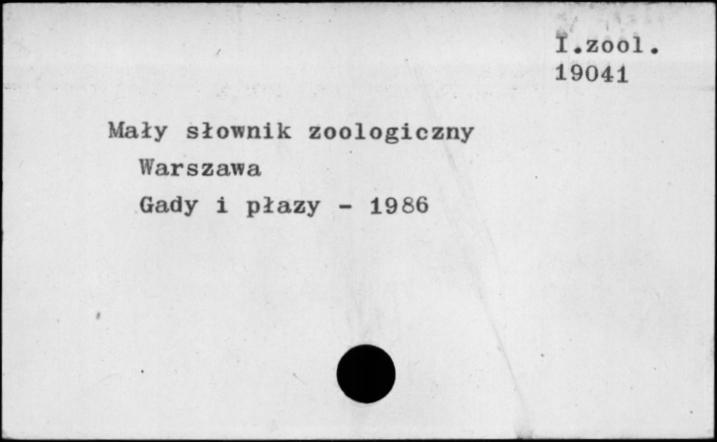 I.zool.
19041
Mały słownik zoologiczny
Warszawa
Gady i płazy - 1986